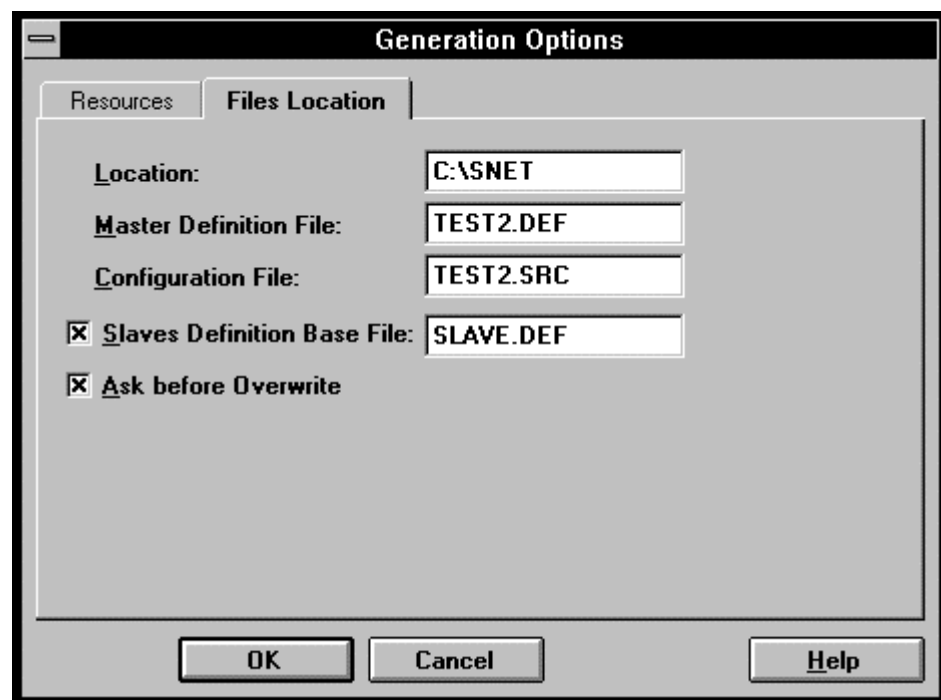 Generation Options
Resources Files Location
Location: C:\SNET
Master Definition File: TEST2.DEF
Configuration File: TEST2.SRC
Slaves Definition Base File: SLAVE.DEF
Ask before Overwrite
OK Cancel Help